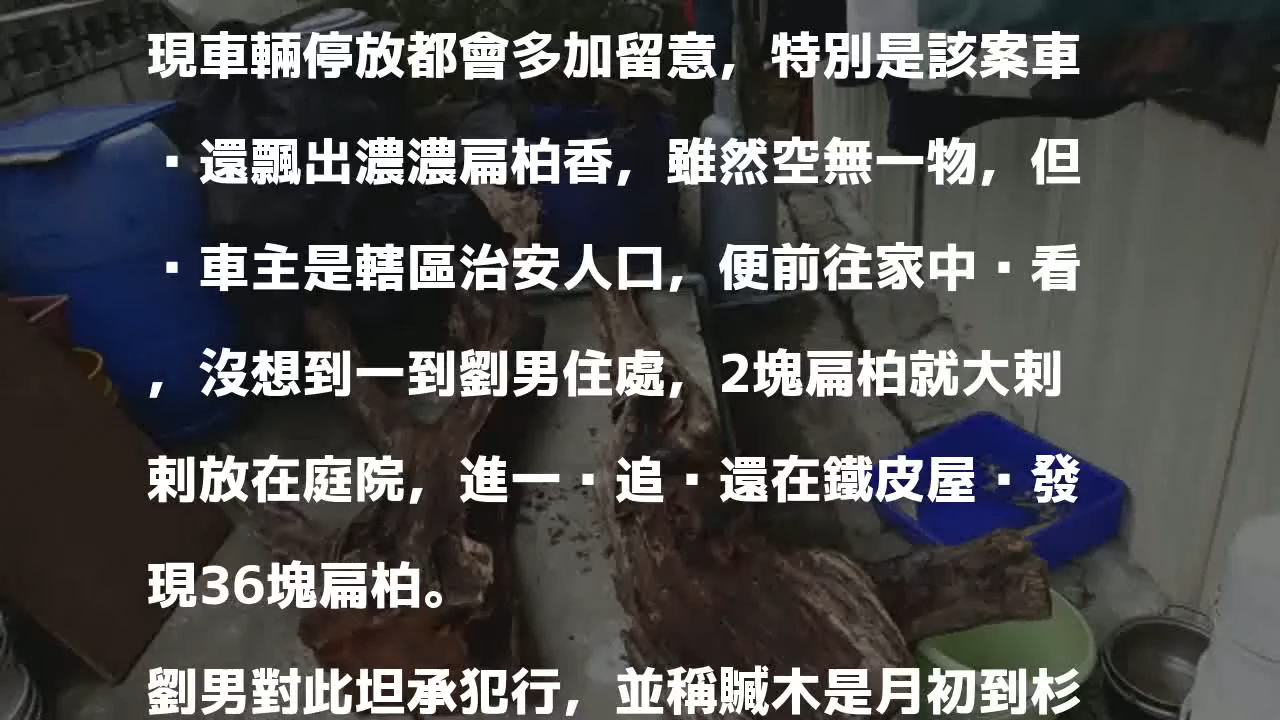 現車輛停放都會多加留意，特別是該案車
·還飄出濃濃扁柏香，雖然空無一物，但
·車主是轄區治安人口，便前往家中·看
，沒想到一到劉男住處，2塊扁柏就大剌
剌放在庭院，進一·追·還在鐵皮屋·發
現36塊扁柏。
劉男對此坦承犯行，並稱贓木是月初到杉